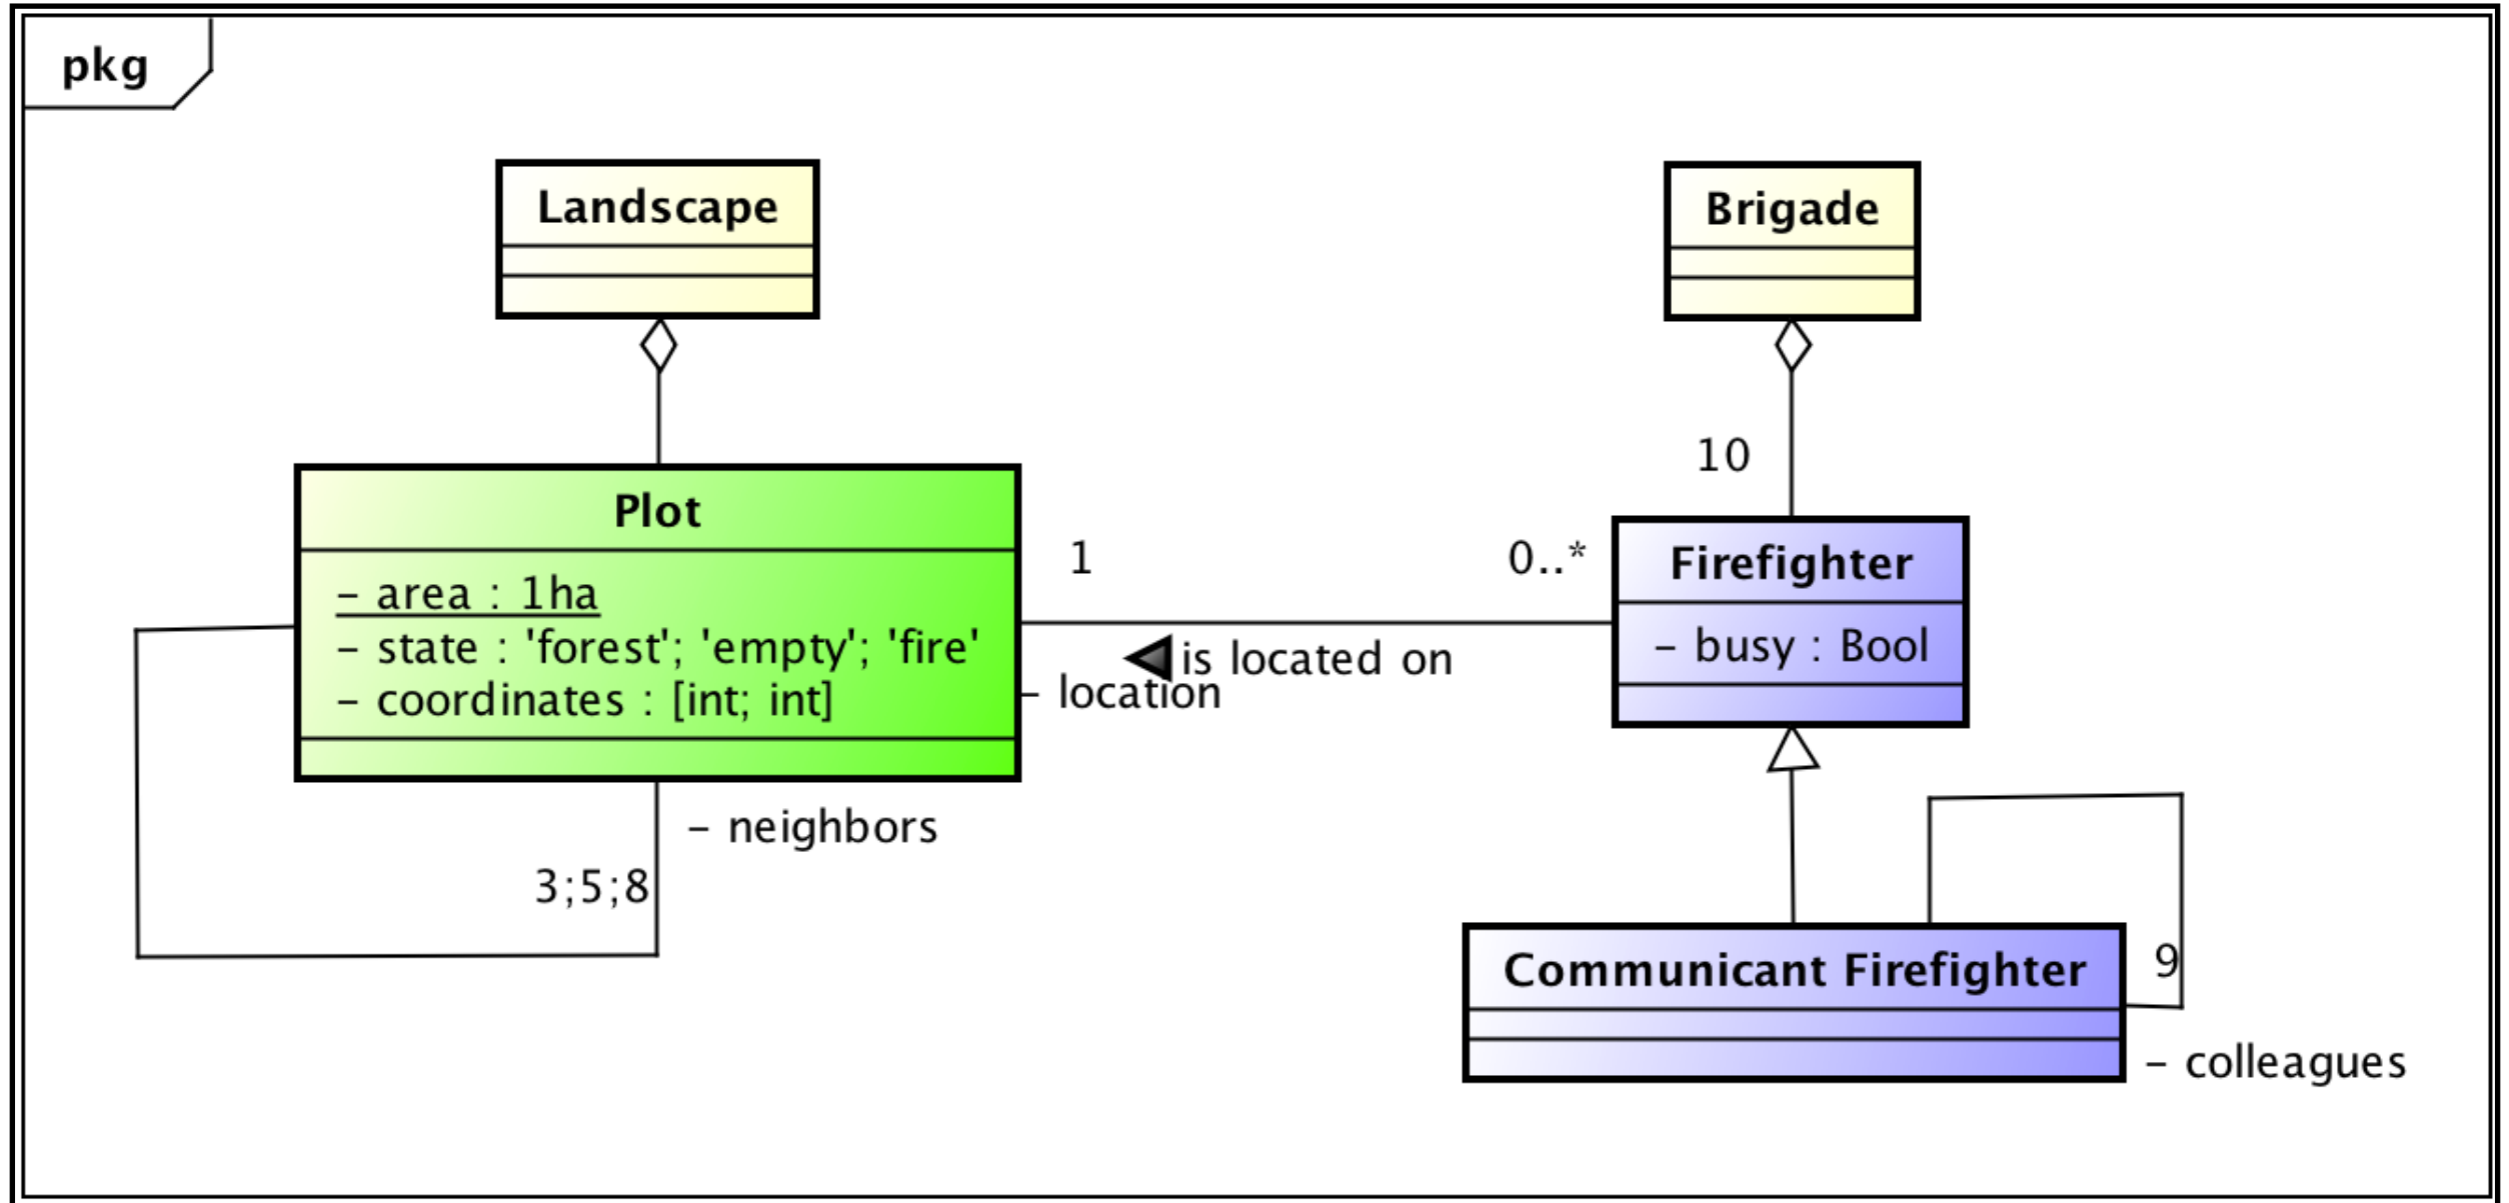 pkg
Landscape
Brigade
10
Plot
– area : 1ha
– state : 'forest'; 'empty'; 'fire'
– coordinates : [int; int]
1
0..*
is located on
– location
Firefighter
– busy : Bool
– neighbors
3;5;8
Communicant Firefighter
9
– colleagues